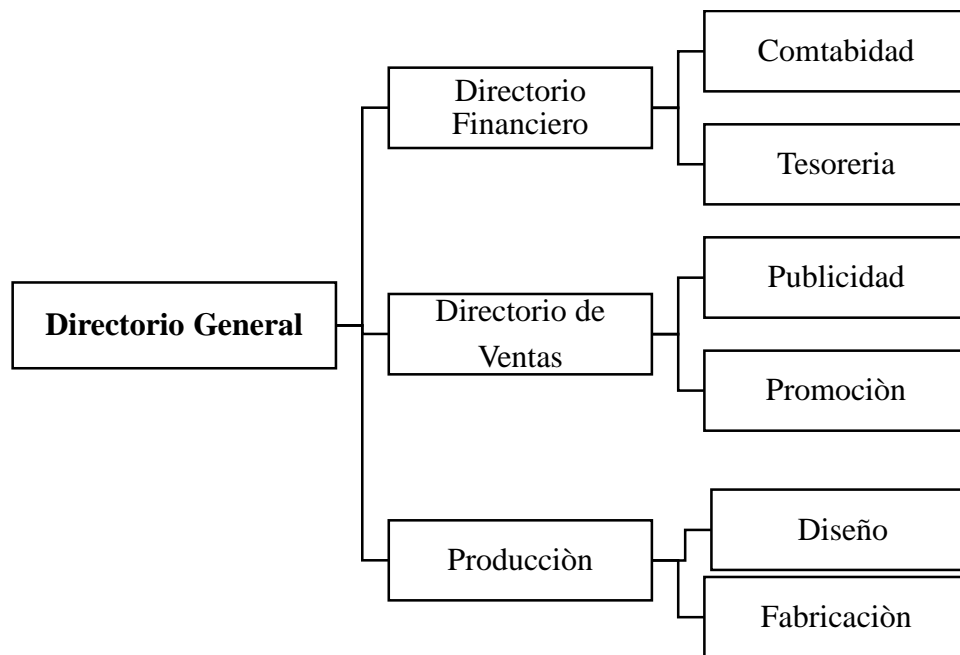 Directorio General
Directorio
Financiero
Comtabidad
Tesoreria
Directorio de
Ventas
Publicidad
Promociòn
Producciòn
Diseño
Fabricaciòn